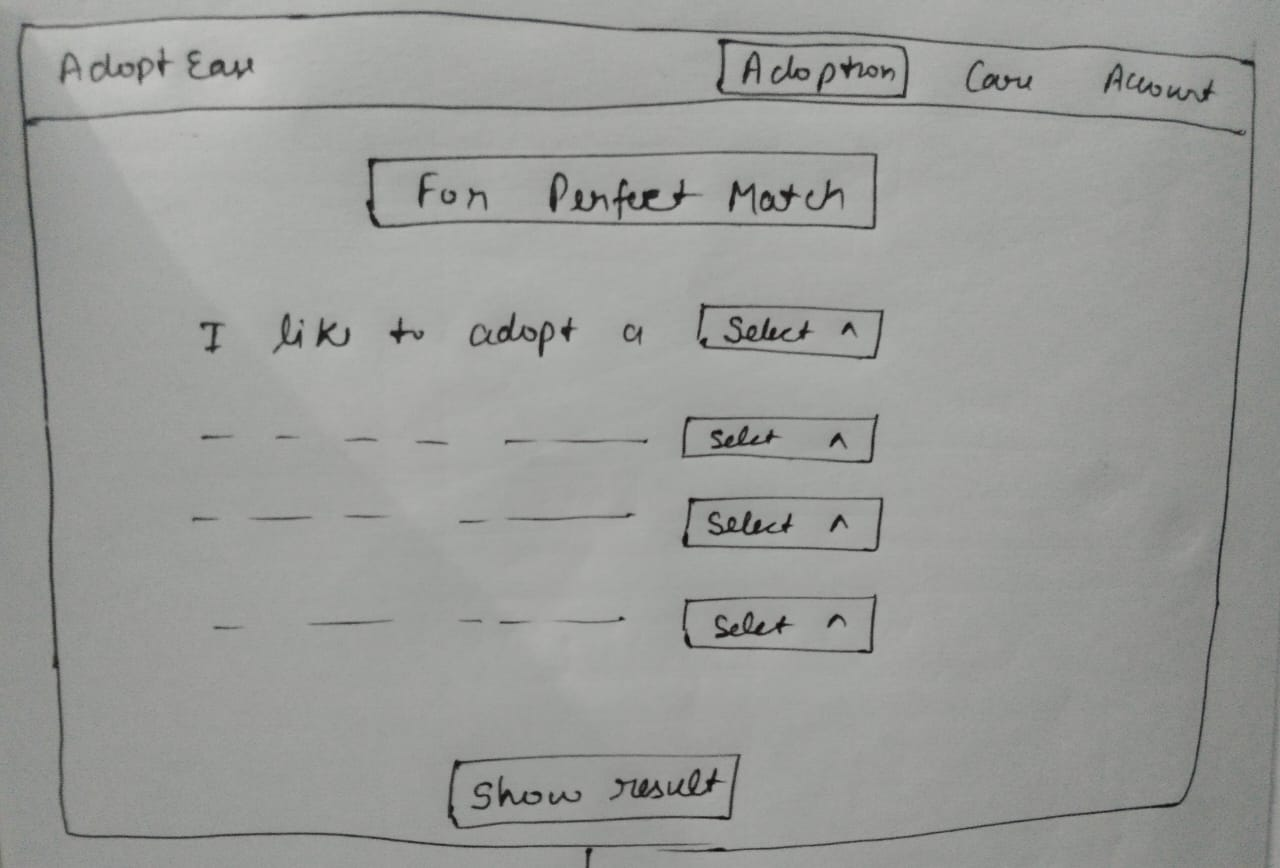 Adopt Ease Adoption Care Account
For Perfect Match
I like to adopt a Select ^
Select ^
Select ^
Select ^
Show result